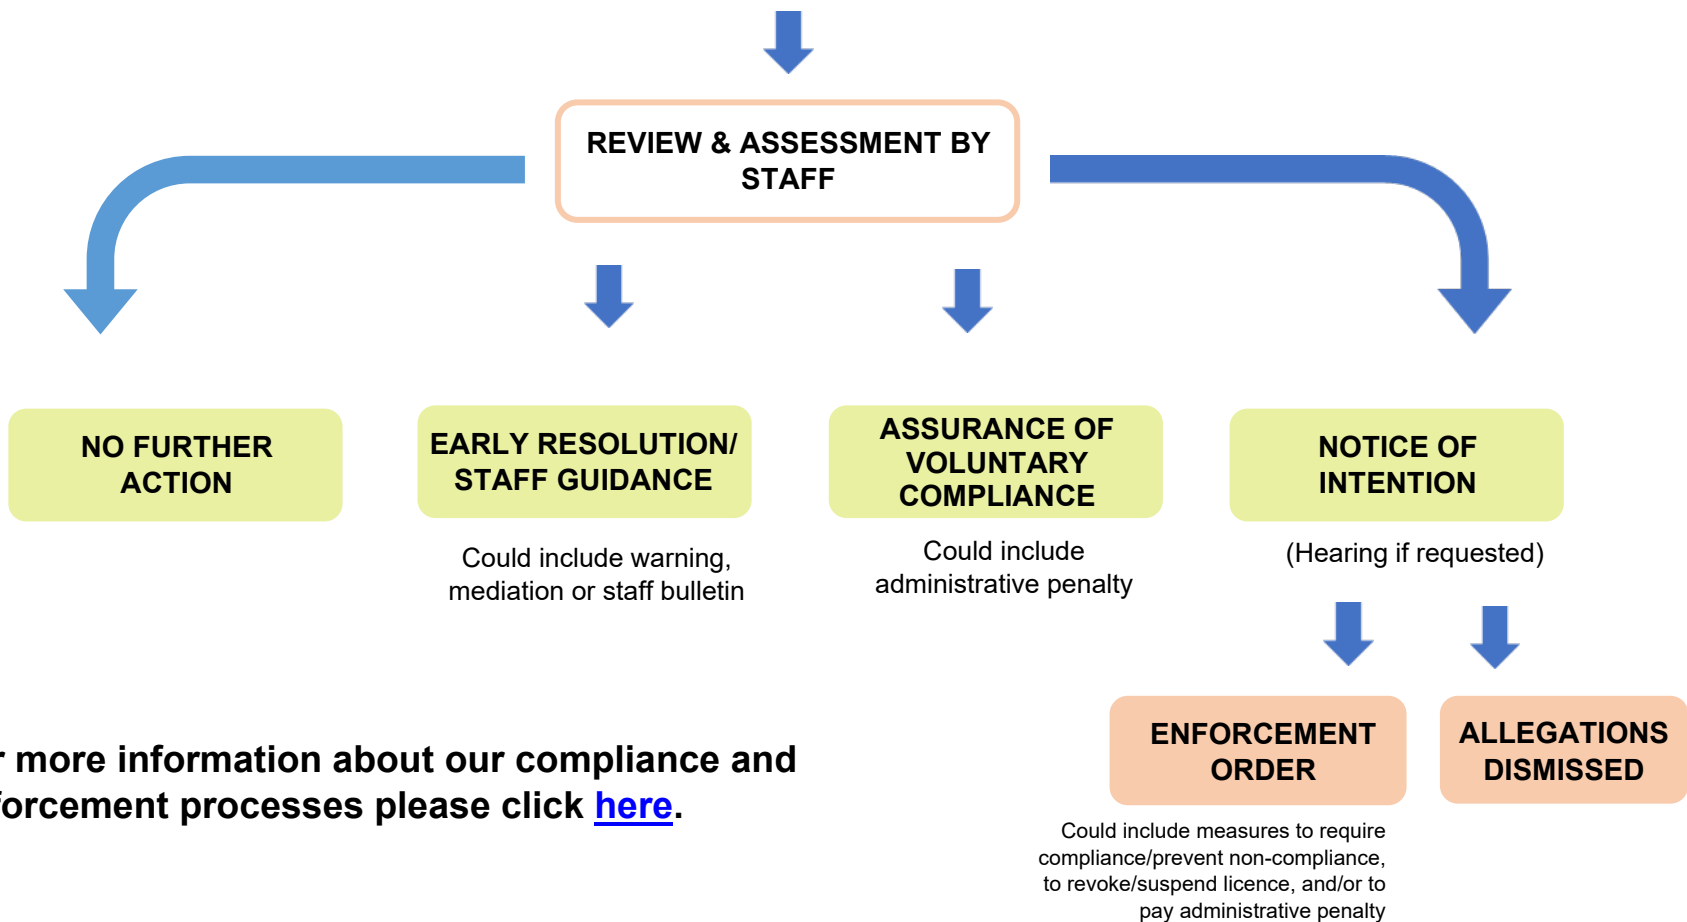 REVIEW & ASSESSMENT BY
STAFF
NO FURTHER
ACTION
EARLY RESOLUTION/
STAFF GUIDANCE
Could include warning,
mediation or staff bulletin
ASSURANCE OF
VOLUNTARY
COMPLIANCE
Could include
administrative penalty
NOTICE OF
INTENTION
(Hearing if requested)
ENFORCEMENT
ORDER
Could include measures to require
compliance/prevent non-compliance,
to revoke/suspend licence, and/or to
pay administrative penalty
ALLEGATIONS
DISMISSED
r more information about our compliance and
forcement processes please click here.